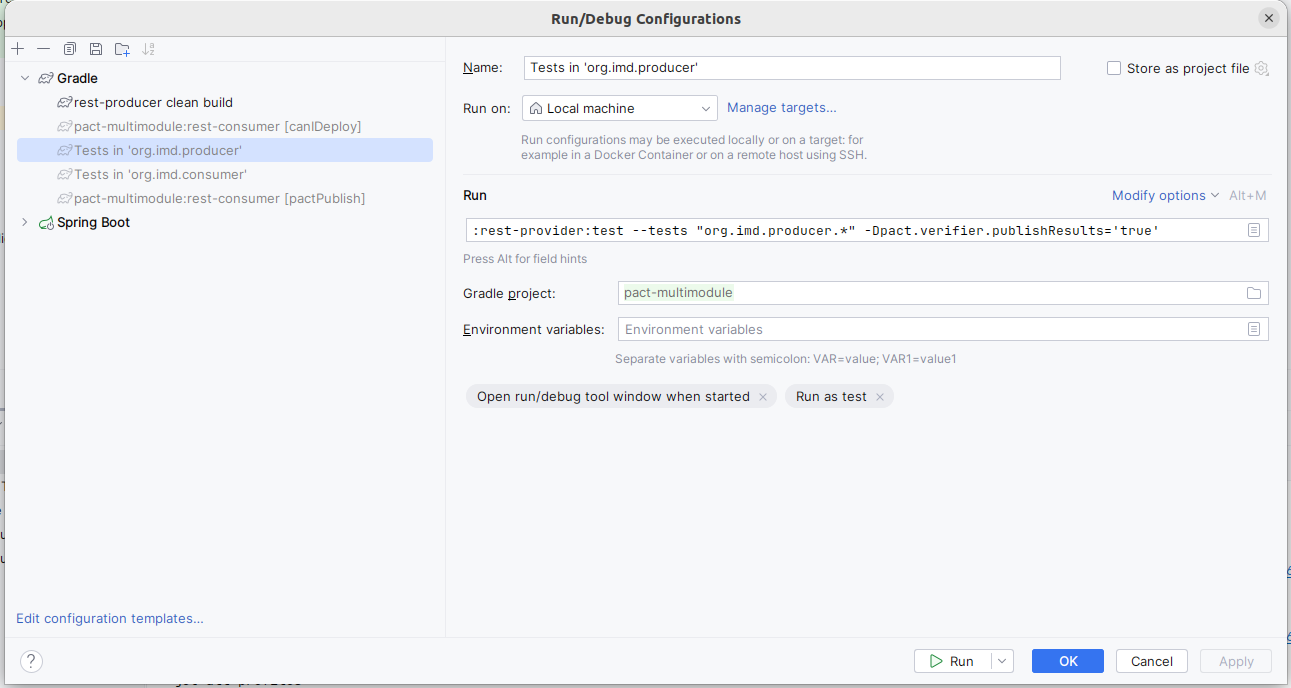 Run/Debug Configurations
Gradle
rest-producer clean build
pact-multimodule:rest-consumer [canIDeploy]
Tests in 'org.imd.producer'
Tests in 'org.imd.consumer'
pact-multimodule:rest-consumer [pactPublish]
Spring Boot
Edit configuration templates...
?
Name: Tests in 'org.imd.producer'
Store as project file
Run on: Local machine Manage targets...
Run configurations may be executed locally or on a target: for
example in a Docker Container or on a remote host using SSH.
Run Modify options Alt+M
:rest-provider:test --tests "org.imd.producer.*" -Dpact.verifier.publishResults='true'
Press Alt for field hints
Gradle project: pact-multimodule
Environment variables: Environment variables
Separate variables with semicolon: VAR=value; VAR1=value1
Open run/debug tool window when started × Run as test ×
Run OK Cancel Apply